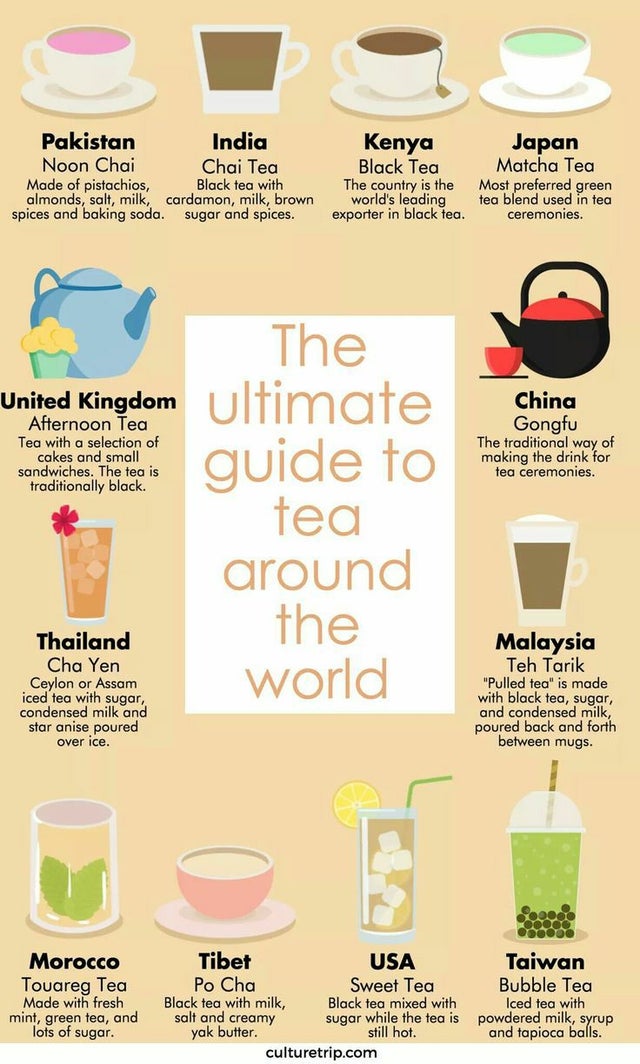 Pakistan
Noon Chai
Made of pistachios,
almonds, salt, milk,
spices and baking soda.
India
Chai Tea
Black tea with
cardamon, milk, brown
sugar and spices.
Kenya
Black Tea
The country is the
world's leading
exporter in black tea.
Japan
Matcha Tea
Most preferred green
tea blend used in tea
ceremonies.
United Kingdom
Afternoon Tea
Tea with a selection of
cakes and small
sandwiches. The tea is
traditionally black.
The
ultimate
guide to
tea
around
the
world
China
Gongfu
The traditional way of
making the drink for
tea ceremonies.
Thailand
Cha Yen
Ceylon or Assam
iced tea with sugar,
condensed milk and
star anise poured
over ice.
Malaysia
Teh Tarik
"Pulled tea" is made
with black tea, sugar,
and condensed milk,
poured back and forth
between mugs.
Morocco
Touareg Tea
Made with fresh
mint, green tea, and
lots of sugar.
Tibet
Po Cha
Black tea with milk,
salt and creamy
yak butter.
USA
Sweet Tea
Black tea mixed with
sugar while the tea is
still hot.
Taiwan
Bubble Tea
Iced tea with
powdered milk, syrup
and tapioca balls.
culturetrip.com